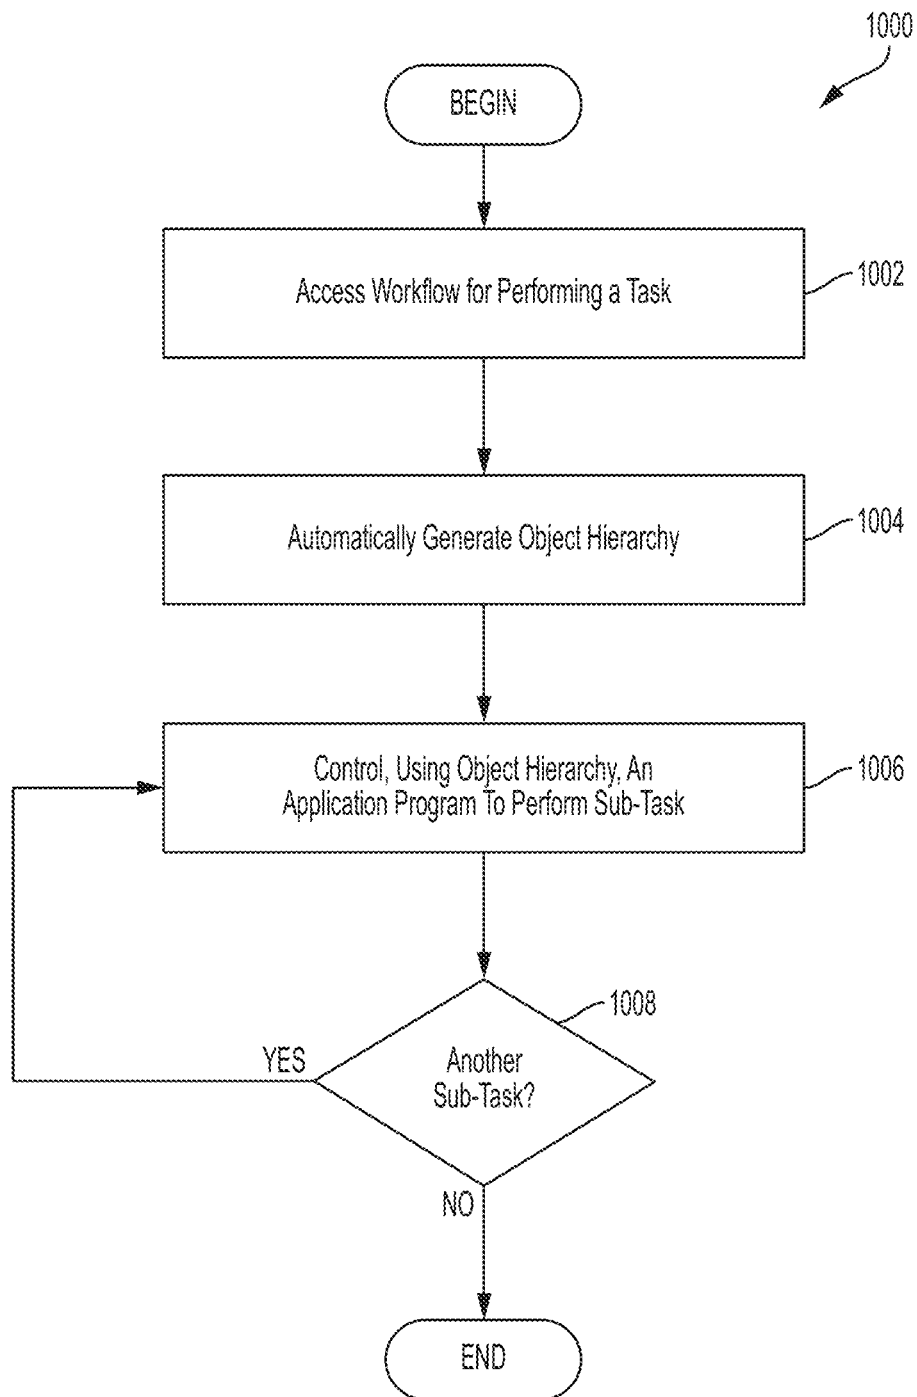 1000
BEGIN
Access Workflow for Performing a Task
1002
Automatically Generate Object Hierarchy
1004
Control, Using Object Hierarchy, An
Application Program To Perform Sub-Task
1006
1008
Another
Sub-Task?
YES
NO
END